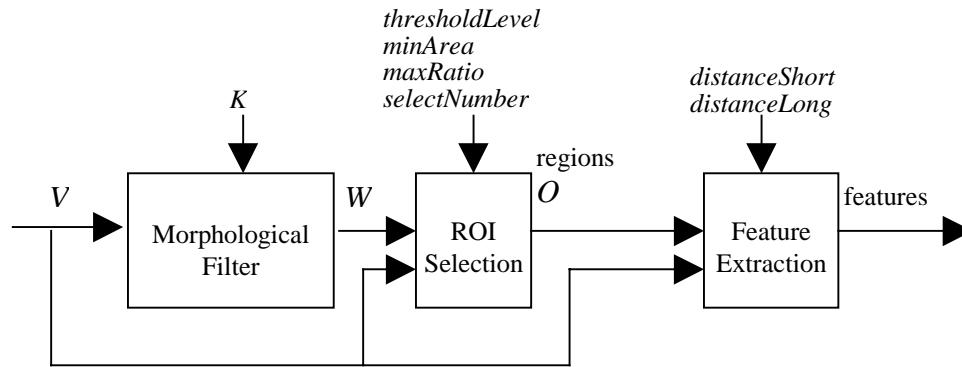 thresholdLevel
minArea
maxRatio
selectNumber
distanceShort
distanceLong
K
regions
V
W
O
features
Morphological
Filter
ROI
Selection
Feature
Extraction